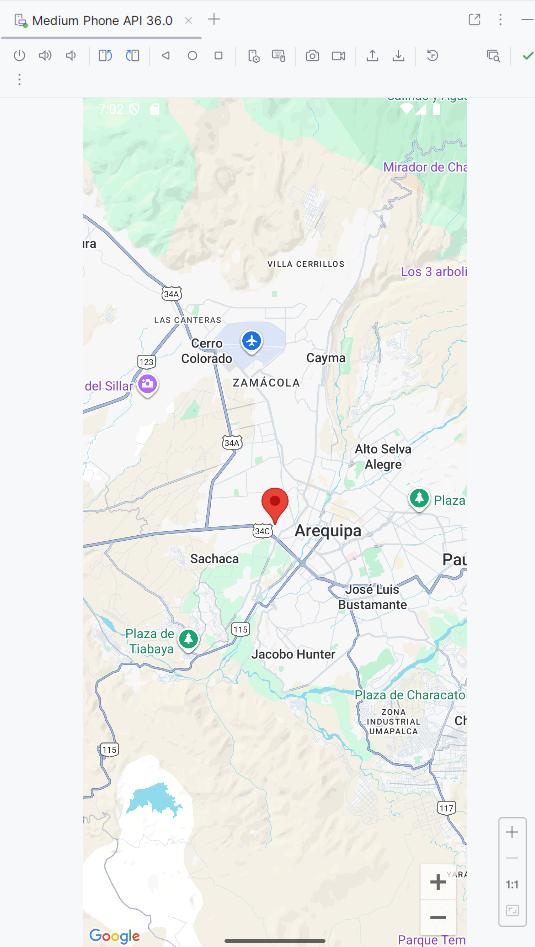 Medium Phone API 36.0
7:02
Mirador de Cha
ura
VILLA CERRILLOS
Los 3 arboli
34A
LAS CANTERAS
Cerro
Colorado
Cayma
123
del Sillar
ZAMÁCOLA
34A
Alto Selva
Alegre
Plaza
34C
Arequipa
Sachaca
Pau
José Luis
Bustamante
115
Plaza de
Tiabaya
Jacobo Hunter
Plaza de Characato
ZONA
INDUSTRIAL
UMAPALCA
Ch
115
117
1:1
YARA
Google
Parque Tem